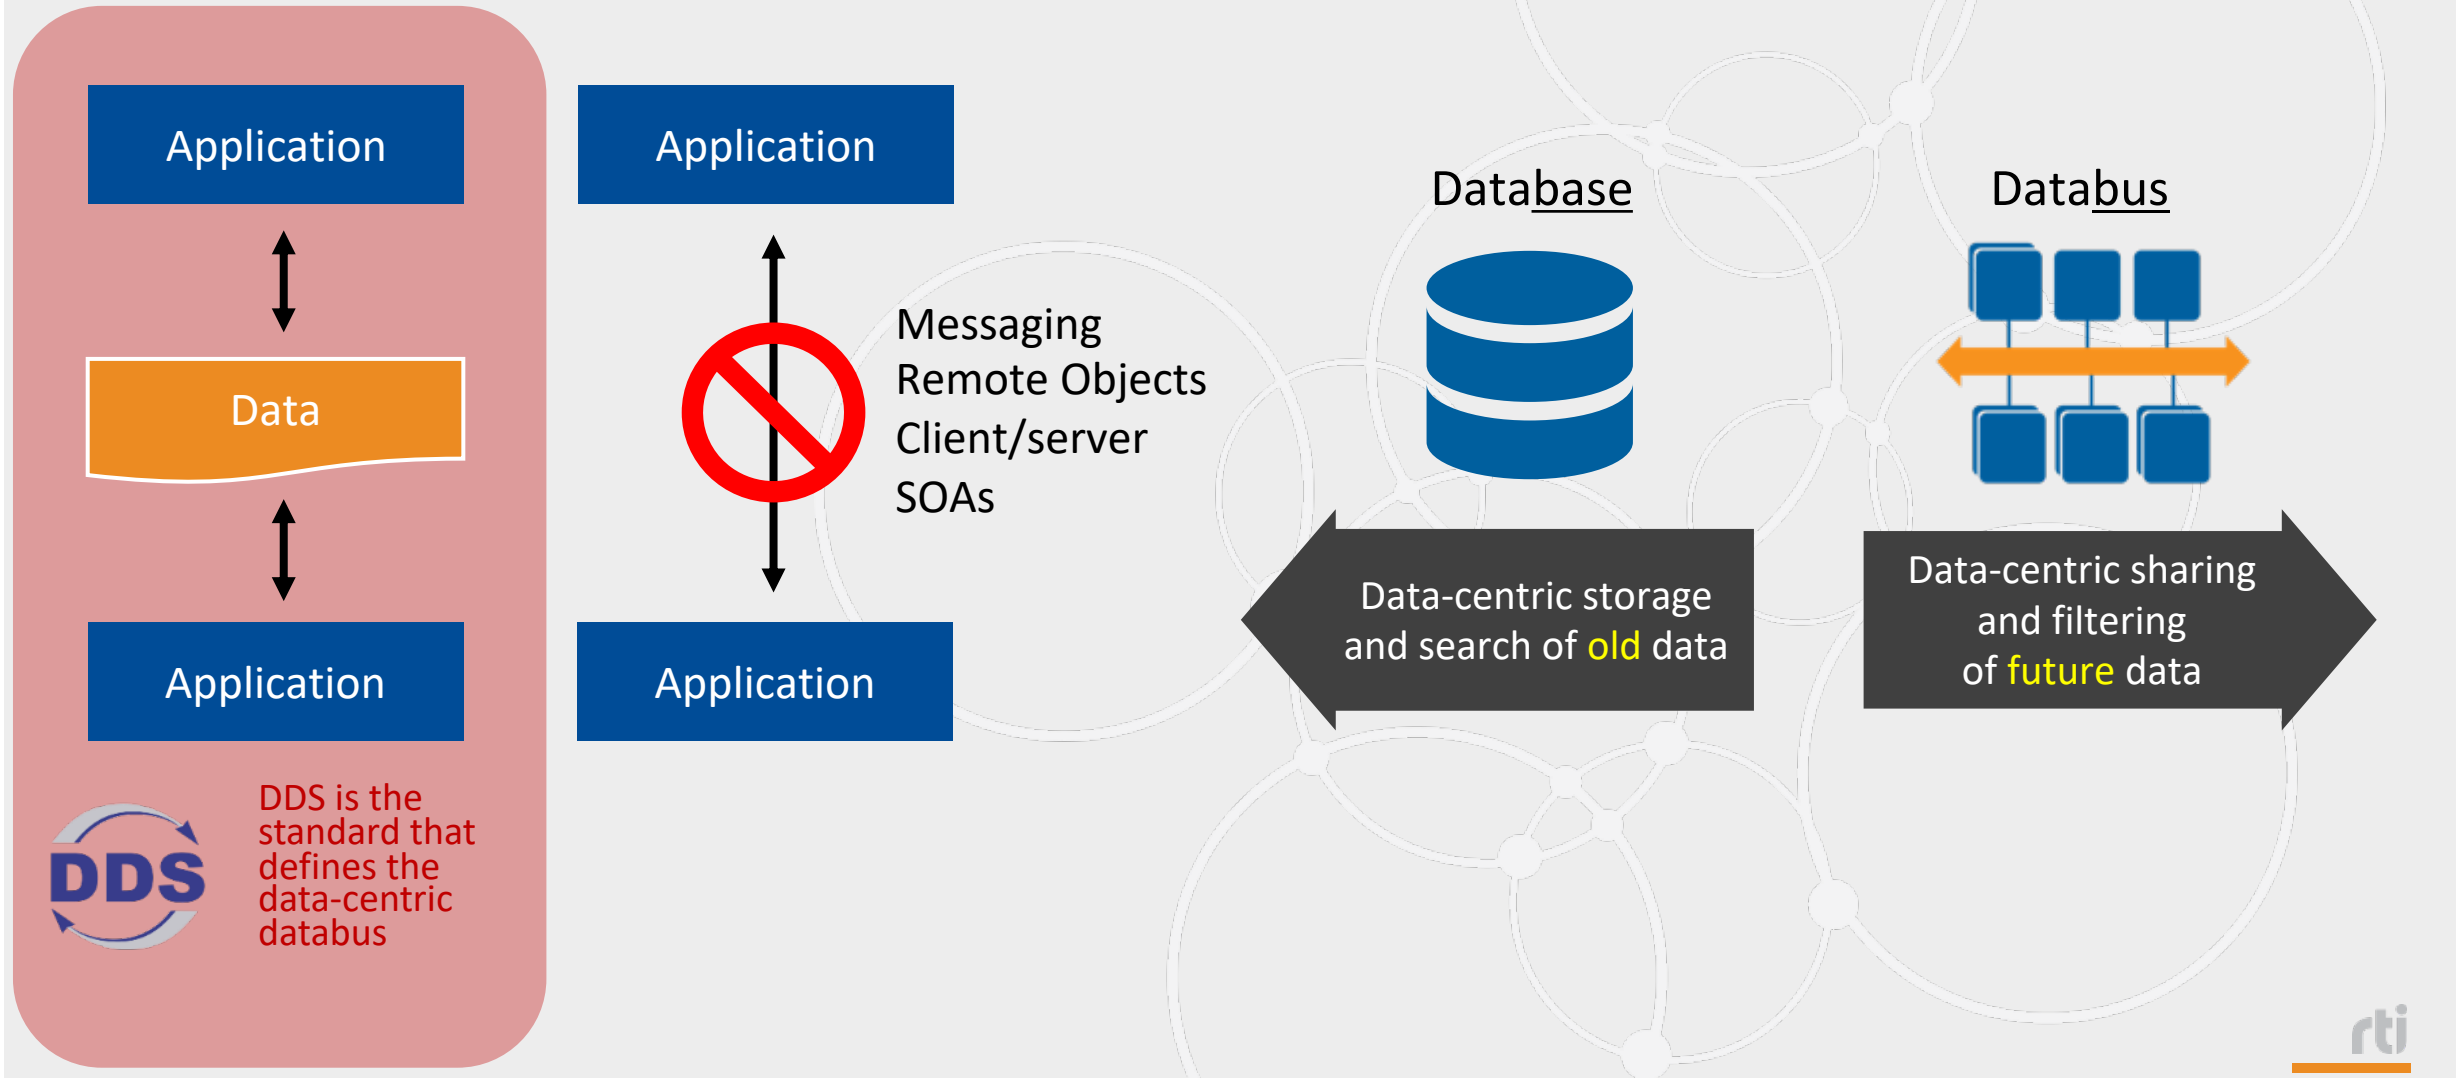 Application
Data
Application
DDS
DDS is the
standard that
defines the
data-centric
databus
Application
Messaging
Remote Objects
Client/server
SOAs
Application
Database
Data-centric storage
and search of old data
Databus
Data-centric sharing
and filtering
of future data
rti